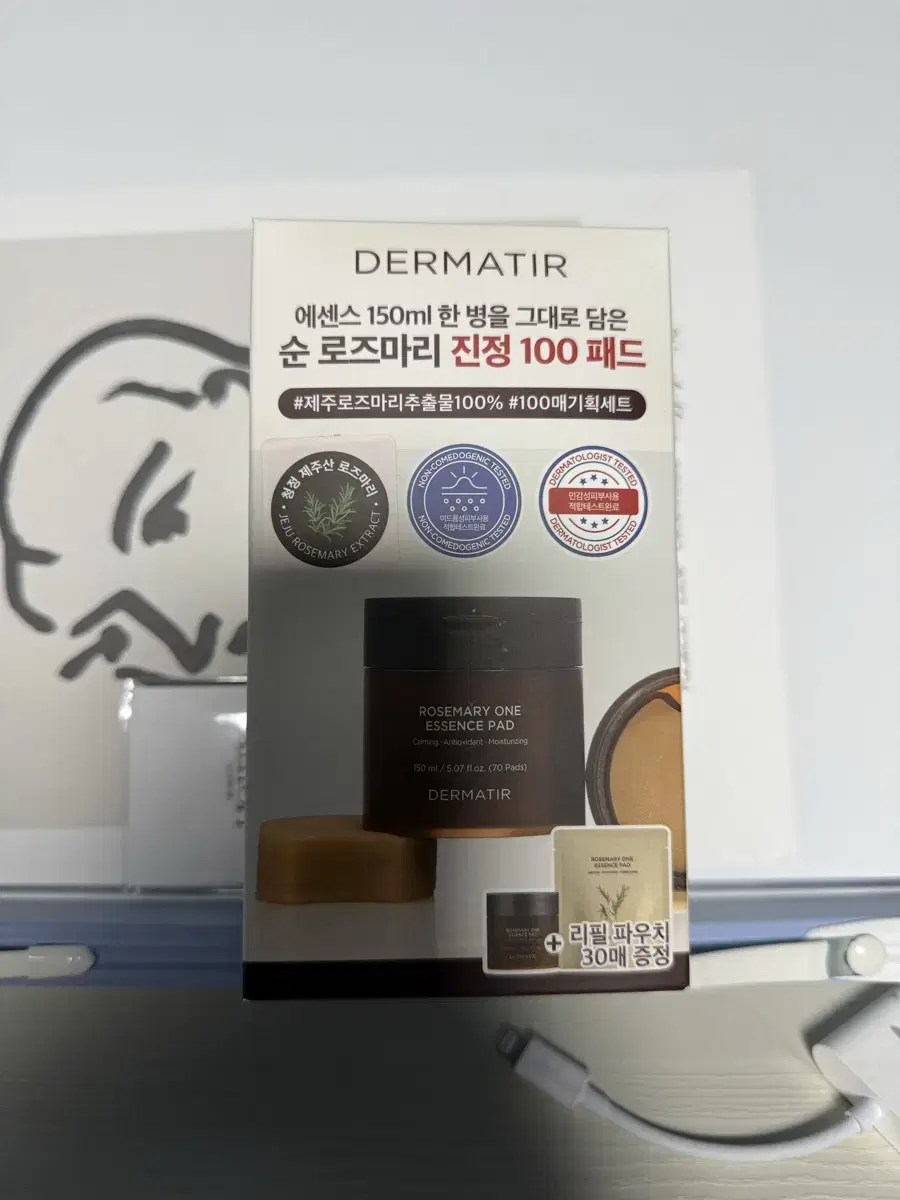 DERMATIR
에센스 150ml 한 병을 그대로 담은
순 로즈마리 진정 100 패드
#제주로즈마리추출물100% #100매기획세트
청정 제주산 로즈마리
JEJU ROSEMARY EXTRACT
NON-COMEDOGENIC TESTED
여드름성피부사용
적합테스트완료
NON-COMEDOGENIC TESTED
DERMATOLOGIST TESTED
민감성피부사용
적합테스트완료
DERMATOLOGIST TESTED
ROSEMARY ONE
ESSENCE PAD
Calming · Antioxidant · Moisturizing
150 ml / 5.07 fl.oz. (70 Pads)
DERMATIR
ROSEMARY ONE
ESSENCE PAD
ROSEMARY ONE
ESSENCE PAD
+
리필 파우치
30매 증정